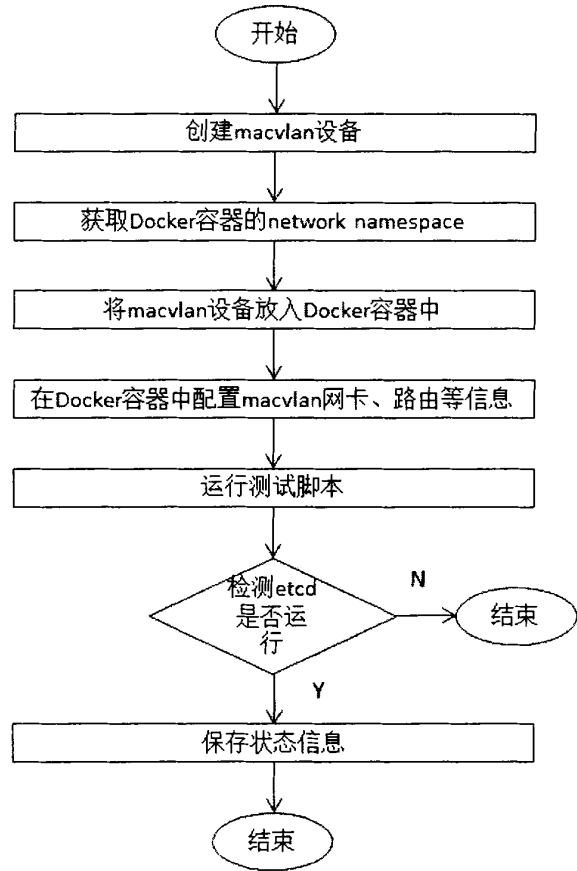 开始
创建macvlan设备
获取Docker容器的network namespace
将macvlan设备放入Docker容器中
在Docker容器中配置macvlan网卡、路由等信息
运行测试脚本
检测etcd
是否运
行
N
结束
Y
保存状态信息
结束